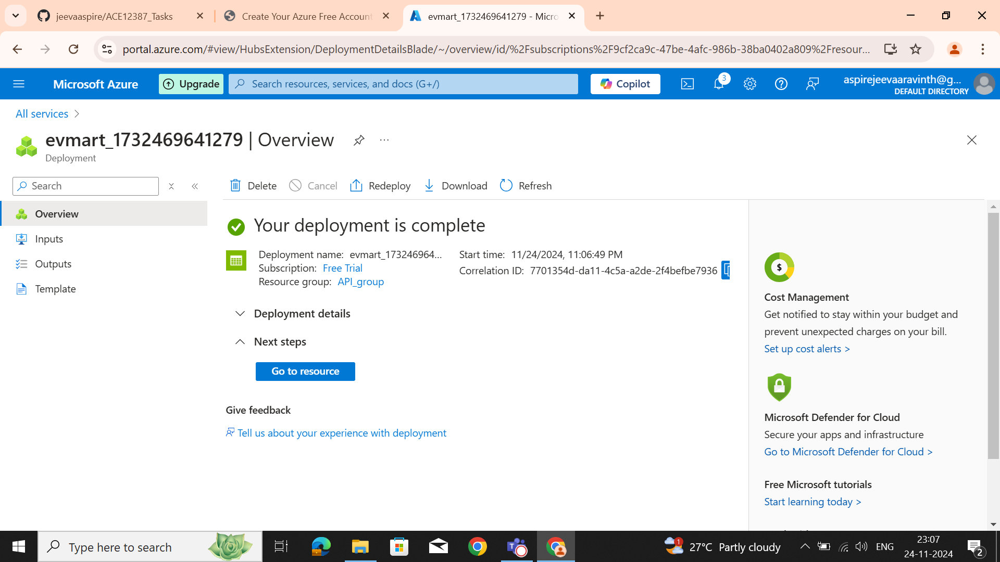 jeevaaspire/ACE12387_Tasks
Create Your Azure Free Account
evmart_1732469641279 - Micro
portal.azure.com/#view/HubsExtension/DeploymentDetailsBlade/~/overview/id/%2Fsubscriptions%2F9cf2ca9c-47be-4afc-986b-38ba0402a809%2Fresour...
Microsoft Azure
Upgrade
Search resources, services, and docs (G+/)
Copilot
3
aspirejeevaaravinth@g...
DEFAULT DIRECTORY
All services
evmart_1732469641279 | Overview
...
Deployment
Search
Delete
Cancel
Redeploy
Download
Refresh
Overview
Inputs
Outputs
Template
Your deployment is complete
Deployment name: evmart_173246964...
Subscription: Free Trial
Resource group: API_group
Start time: 11/24/2024, 11:06:49 PM
Correlation ID: 7701354d-da11-4c5a-a2de-2f4befbe7936
Deployment details
Next steps
Go to resource
Give feedback
Tell us about your experience with deployment
$
Cost Management
Get notified to stay within your budget and
prevent unexpected charges on your bill.
Set up cost alerts >
Microsoft Defender for Cloud
Secure your apps and infrastructure
Go to Microsoft Defender for Cloud >
Free Microsoft tutorials
Start learning today >
Type here to search
1
27°C Partly cloudy
ENG
23:07
24-11-2024
2